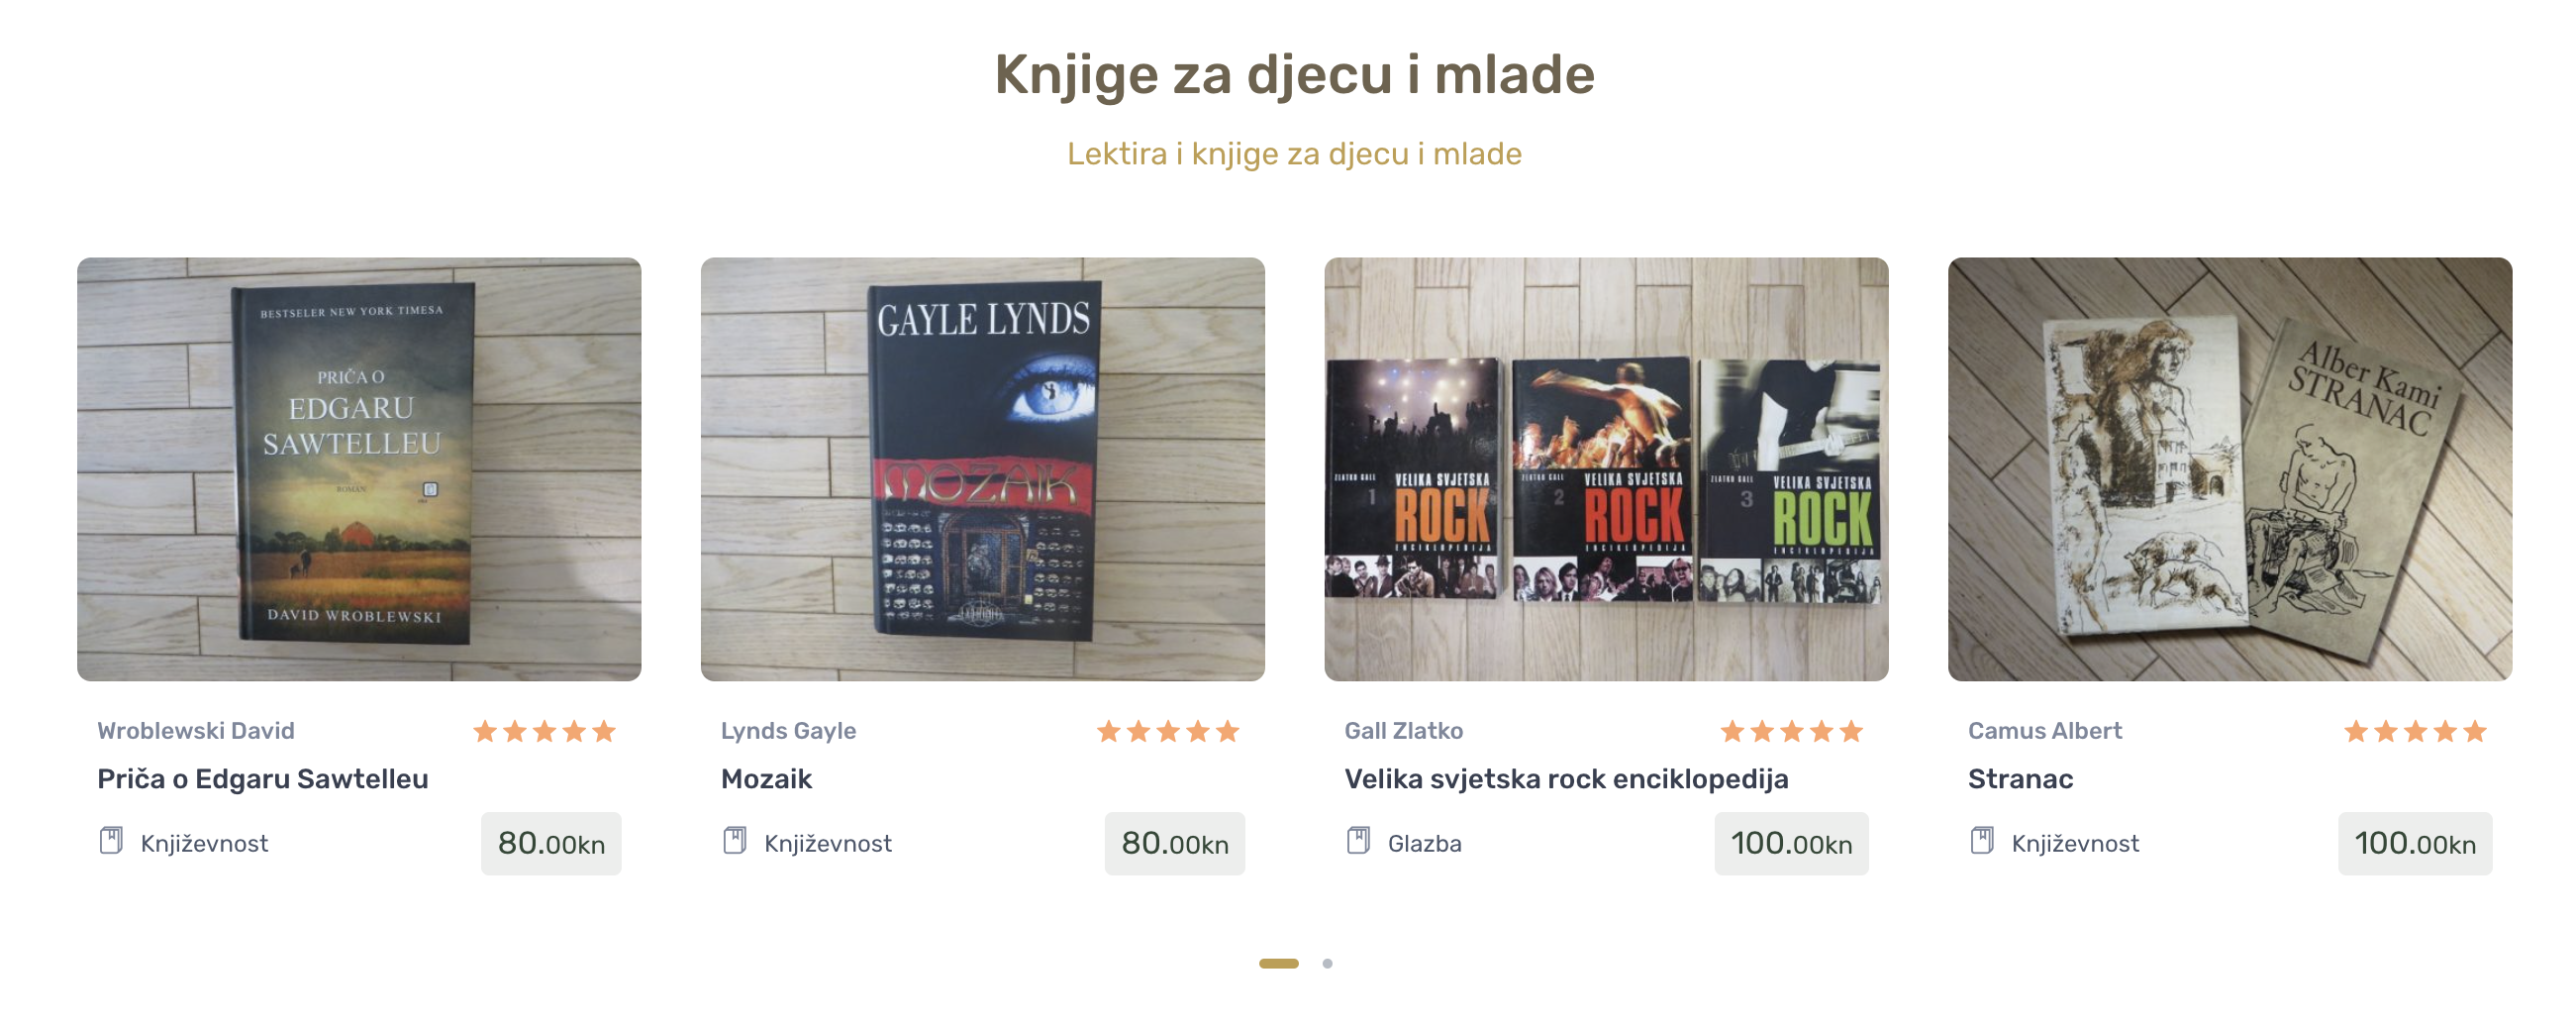 Knjige za djecu i mlade
Lektira i knjige za djecu i mlade
BESTSELER NEW YORK TIMESA
PRIČA O
EDGARU
SAWTELLEU
ROMAN
DAVID WROBLEWSKI
GAYLE LYNDS
MOZAIK
ZLATKO GALL
1
VELIKA SVJETSKA
ROCK
ENCIKLOPEDIJA
ZLATKO GALL
2
VELIKA SVJETSKA
ROCK
ENCIKLOPEDIJA
ZLATKO GALL
3
VELIKA SVJETSKA
ROCK
ENCIKLOPEDIJA
Alber Kami
STRANAC
Wroblewski David
Priča o Edgaru Sawtelleu
Književnost
80.00kn
Lynds Gayle
Mozaik
Književnost
80.00kn
Gall Zlatko
Velika svjetska rock enciklopedija
Glazba
100.00kn
Camus Albert
Stranac
Književnost
100.00kn